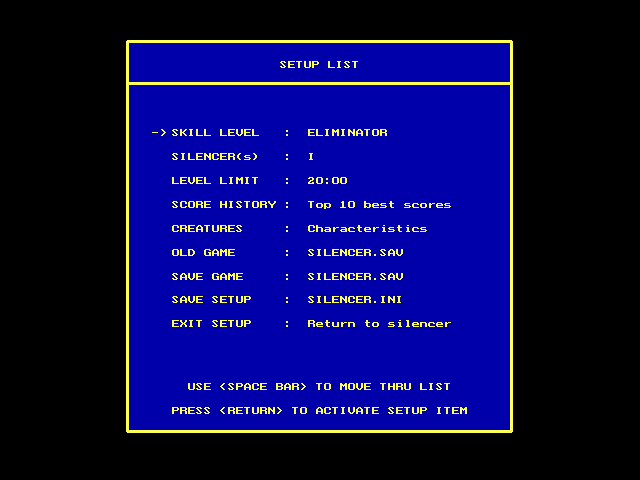 SETUP LIST
-> SKILL LEVEL : ELIMINATOR
SILENCER(s) : I
LEVEL LIMIT : 20:00
SCORE HISTORY : Top 10 best scores
CREATURES : Characteristics
OLD GAME : SILENCER.SAV
SAVE GAME : SILENCER.SAV
SAVE SETUP : SILENCER.INI
EXIT SETUP : Return to silencer
USE <SPACE BAR> TO MOVE THRU LIST
PRESS <RETURN> TO ACTIVATE SETUP ITEM